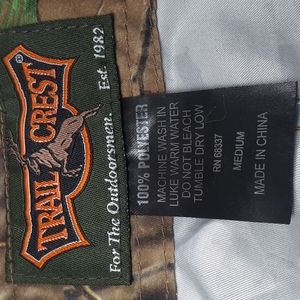 TRAIL CREST
®
For The Outdoorsmen. Est. 1982
100% POLYESTER
MACHINE WASH IN
LUKE WARM WATER
DO NOT BLEACH
TUMBLE DRY LOW
RN 68337
MEDIUM
MADE IN CHINA